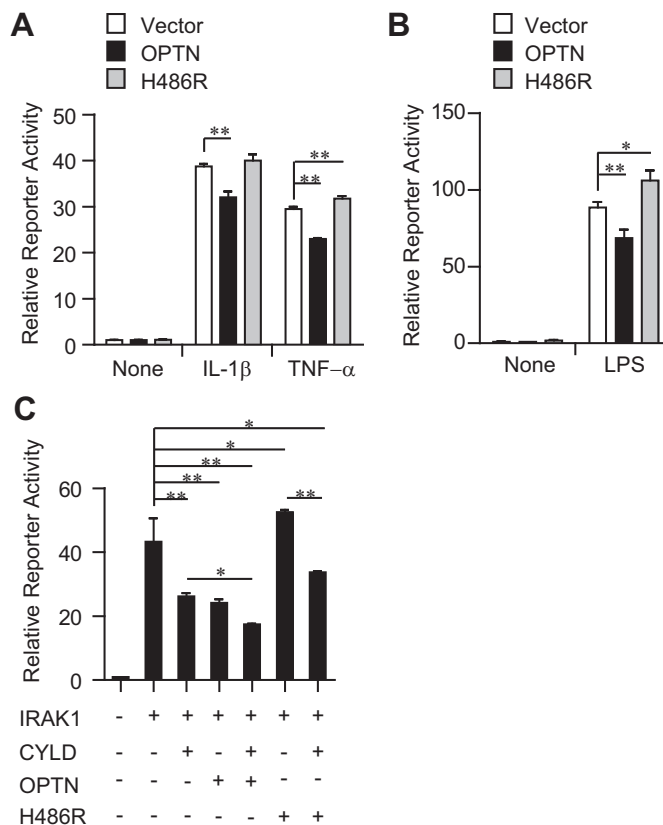 A
Vector
OPTN
H486R
Relative Reporter Activity
50
40
30
20
10
0
**
**
**
None IL-1β TNF−α
B
Vector
OPTN
H486R
Relative Reporter Activity
150
100
50
0
*
**
None LPS
C
Relative Reporter Activity
60
40
20
0
*
*
**
**
** **
*
IRAK1 - + + + + + +
CYLD - - + - + - +
OPTN - - - + + - -
H486R - - - - - + +